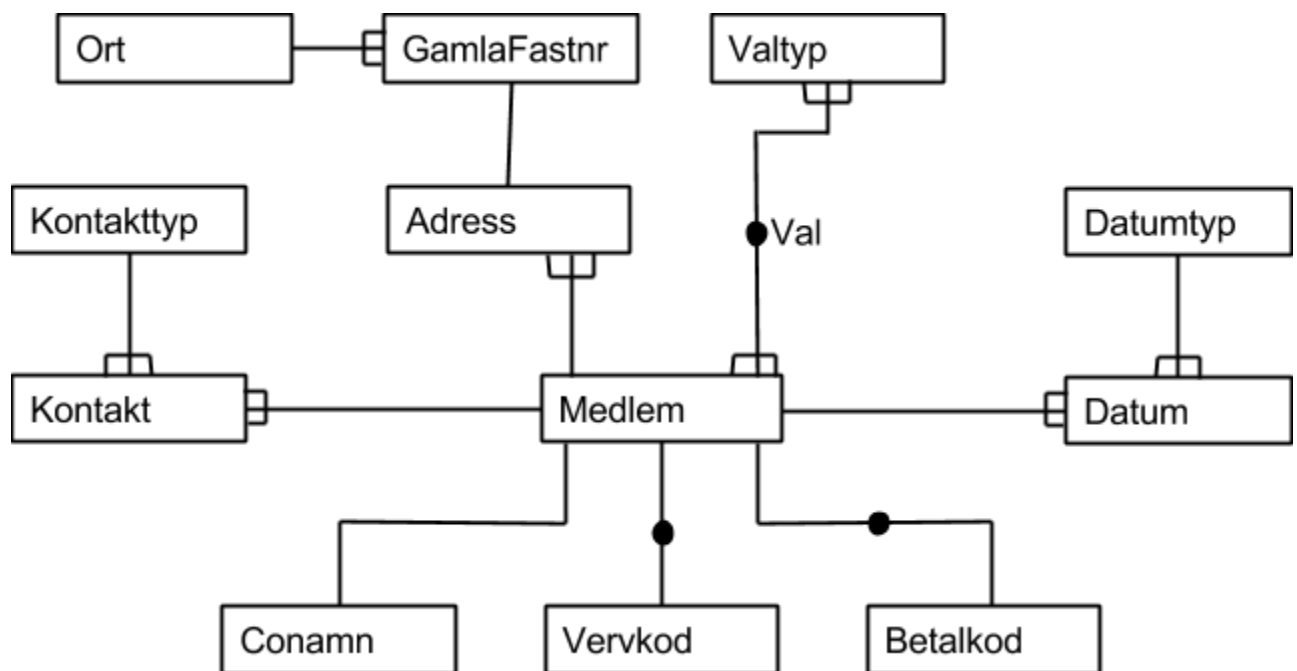 Ort
GamlaFastnr
Valtyp
Kontakttyp
Adress
Val
Datumtyp
Kontakt
Medlem
Datum
Conamn
Vervkod
Betalkod